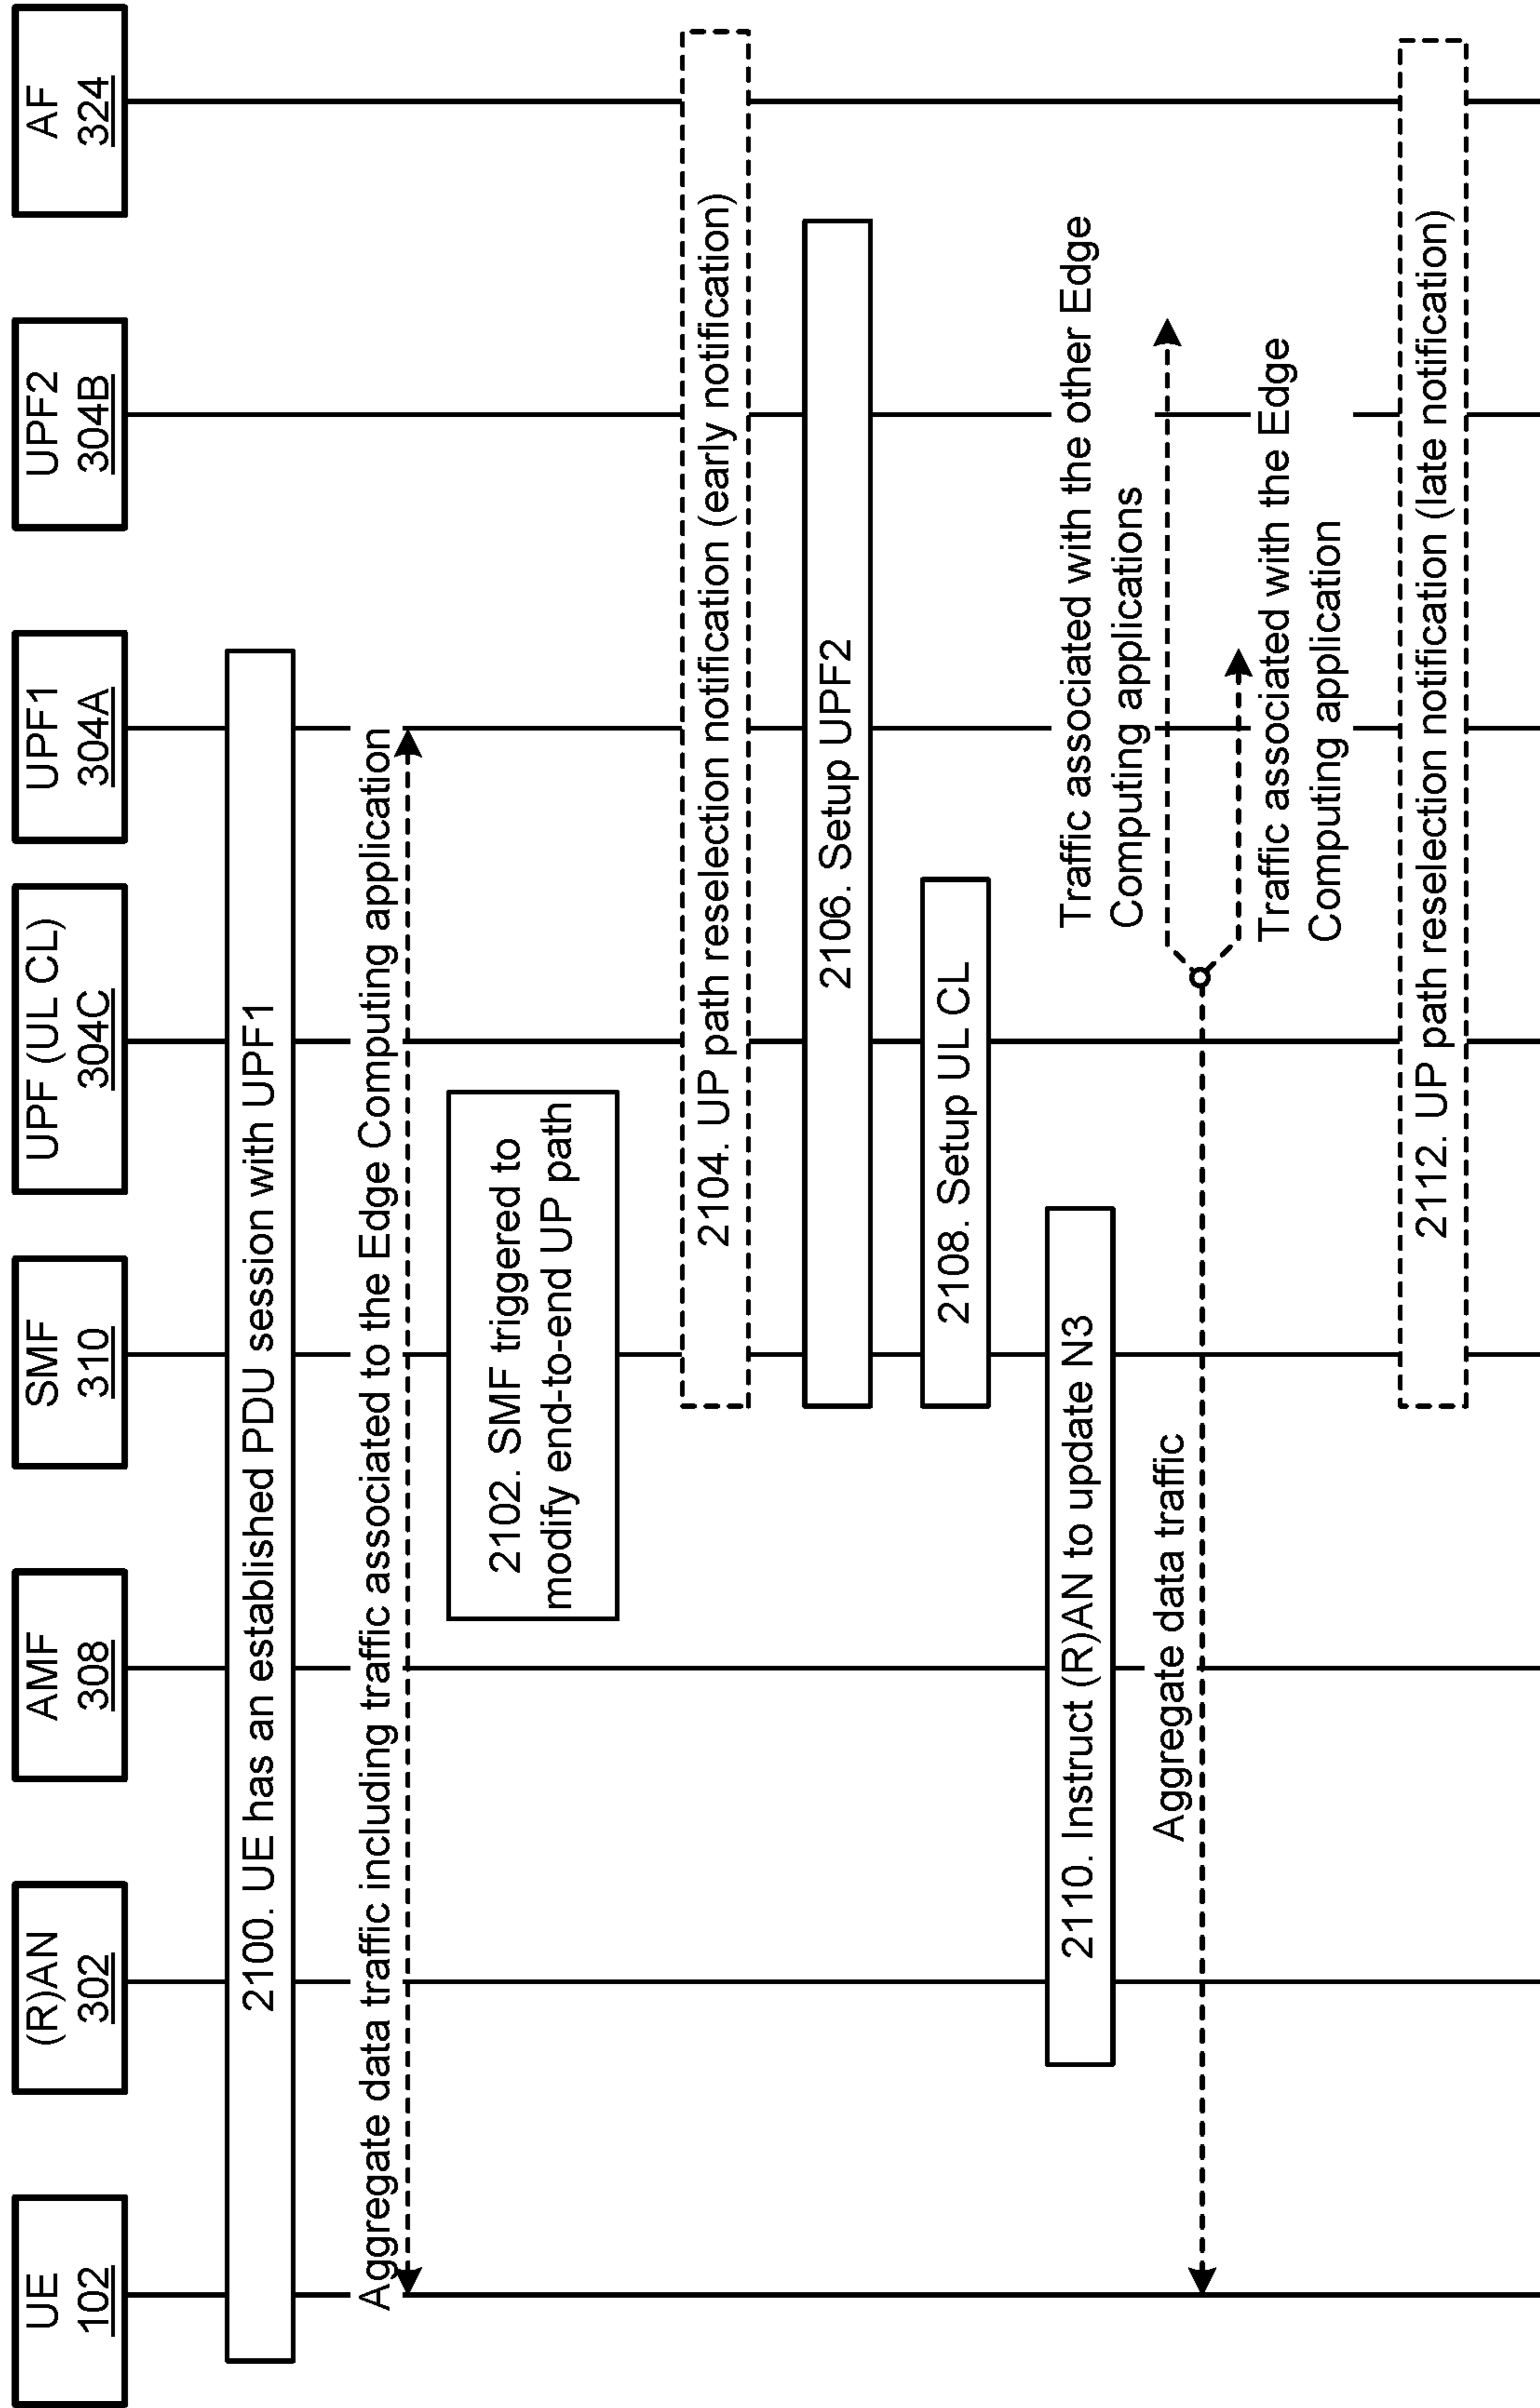 UE
102
(R)AN
302
AMF
308
SMF
310
UPF (UL CL)
304C
UPF1
304A
UPF2
304B
AF
324
2100. UE has an established PDU session with UPF1
Aggregate data traffic including traffic associated to the Edge Computing application
2102. SMF triggered to
modify end-to-end UP path
2104. UP path reselection notification (early notification)
2106. Setup UPF2
2108. Setup UL CL
2110. Instruct (R)AN to update N3
Aggregate data traffic
Traffic associated with the other Edge
Computing applications
Traffic associated with the Edge
Computing application
2112. UP path reselection notification (late notification)